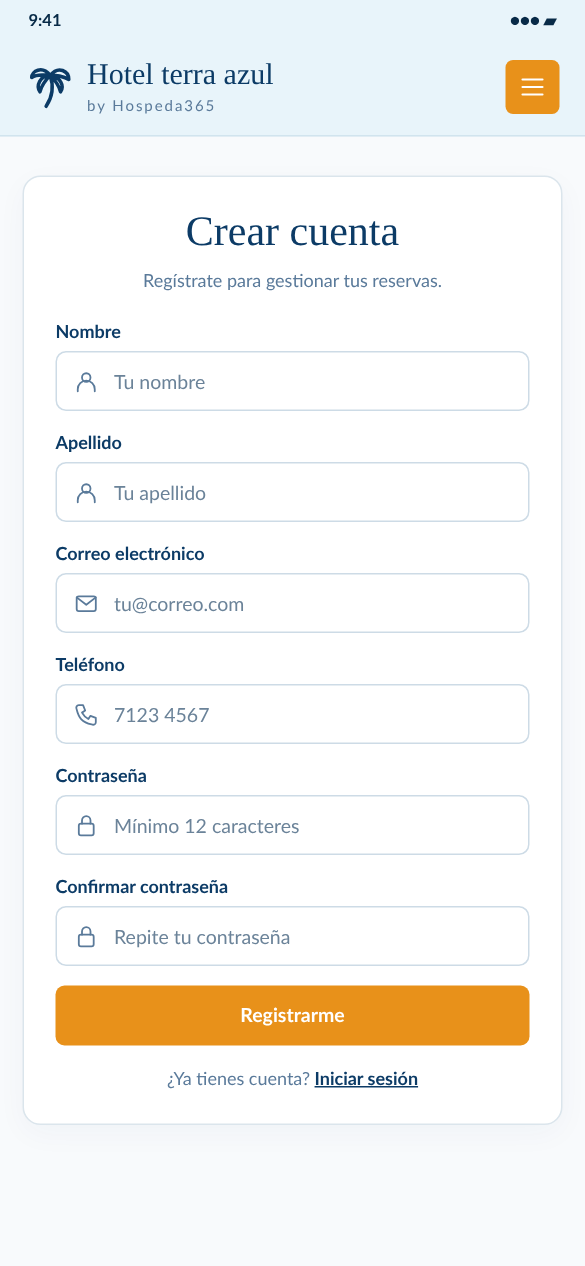 9:41
Hotel terra azul
by Hospeda365
Crear cuenta
Regístrate para gestionar tus reservas.
Nombre
Tu nombre
Apellido
Tu apellido
Correo electrónico
tu@correo.com
Teléfono
7123 4567
Contraseña
Mínimo 12 caracteres
Confirmar contraseña
Repite tu contraseña
Registrarme
¿Ya tienes cuenta? Iniciar sesión